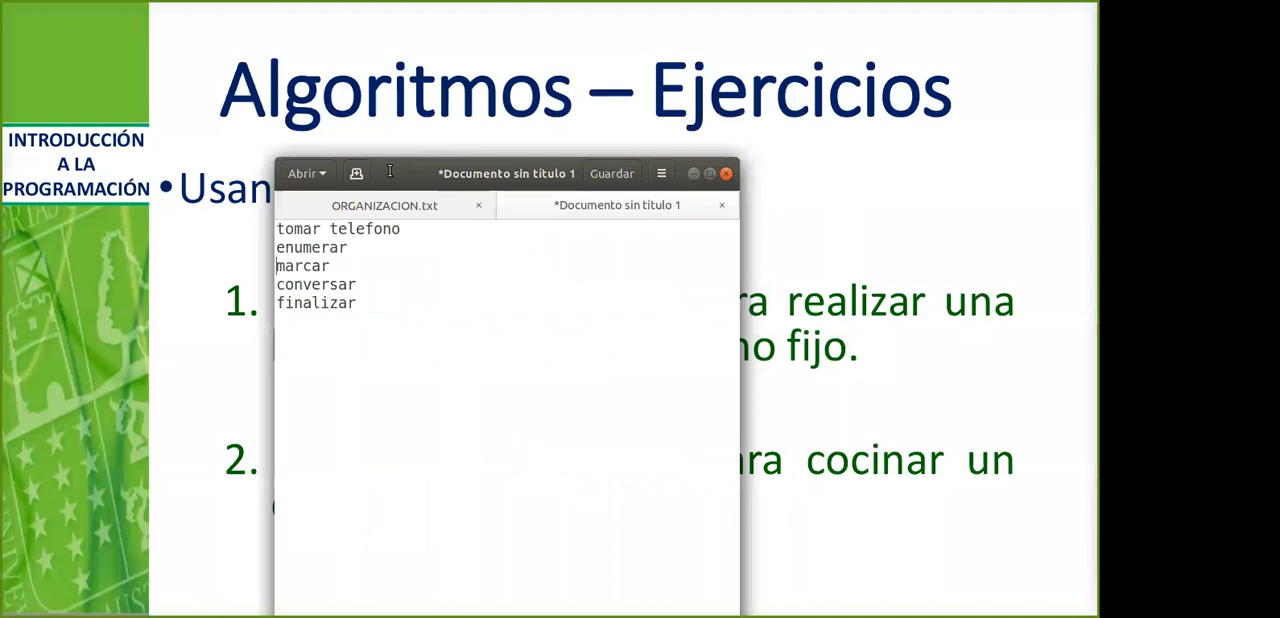 Algoritmos – Ejercicios
INTRODUCCIÓN
A LA
PROGRAMACIÓN
•Usan
Abrir
*Documento sin título 1
Guardar
ORGANIZACION.txt
*Documento sin título 1
tomar telefono
enumerar
marcar
conversar
finalizar
1. ra realizar una
no fijo.
2. ara cocinar un